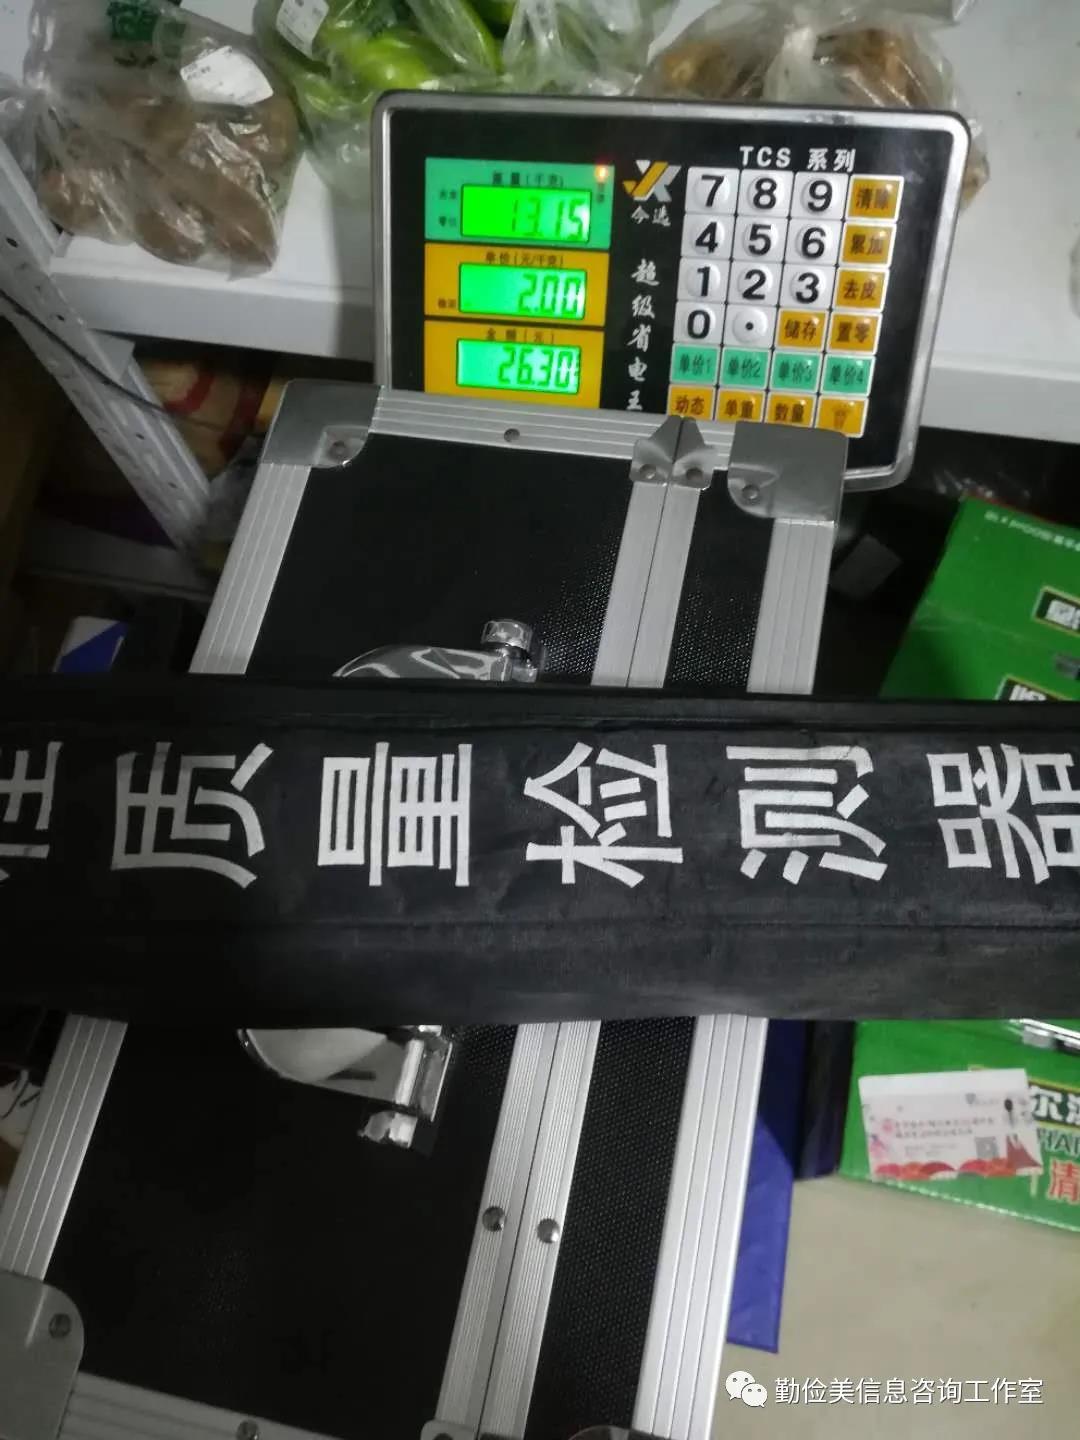 TCS 系列
重量(千克)
13.15
单价(元/千克)
2.00
金额(元)
26.30
今选
超级省电王
7 8 9 清除
4 5 6 累加
1 2 3 去皮
0 · 储存 置零
单价1 单价2 单价3 单价4
动态 单重 数量
质量检测器
尔
清
勤俭美信息咨询工作室